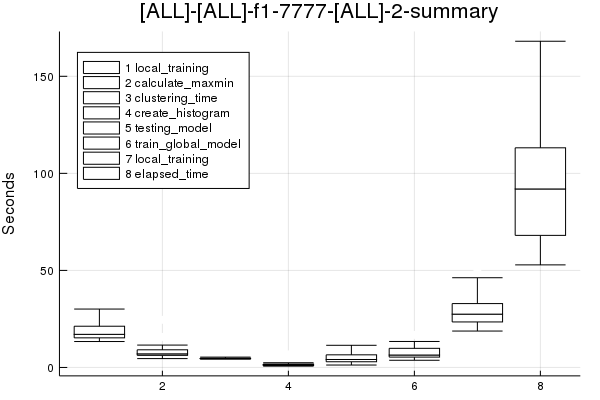 [ALL]-[ALL]-f1-7777-[ALL]-2-summary
Seconds
150
100
50
0
1 local_training
2 calculate_maxmin
3 clustering_time
4 create_histogram
5 testing_model
6 train_global_model
7 local_training
8 elapsed_time
2 4 6 8